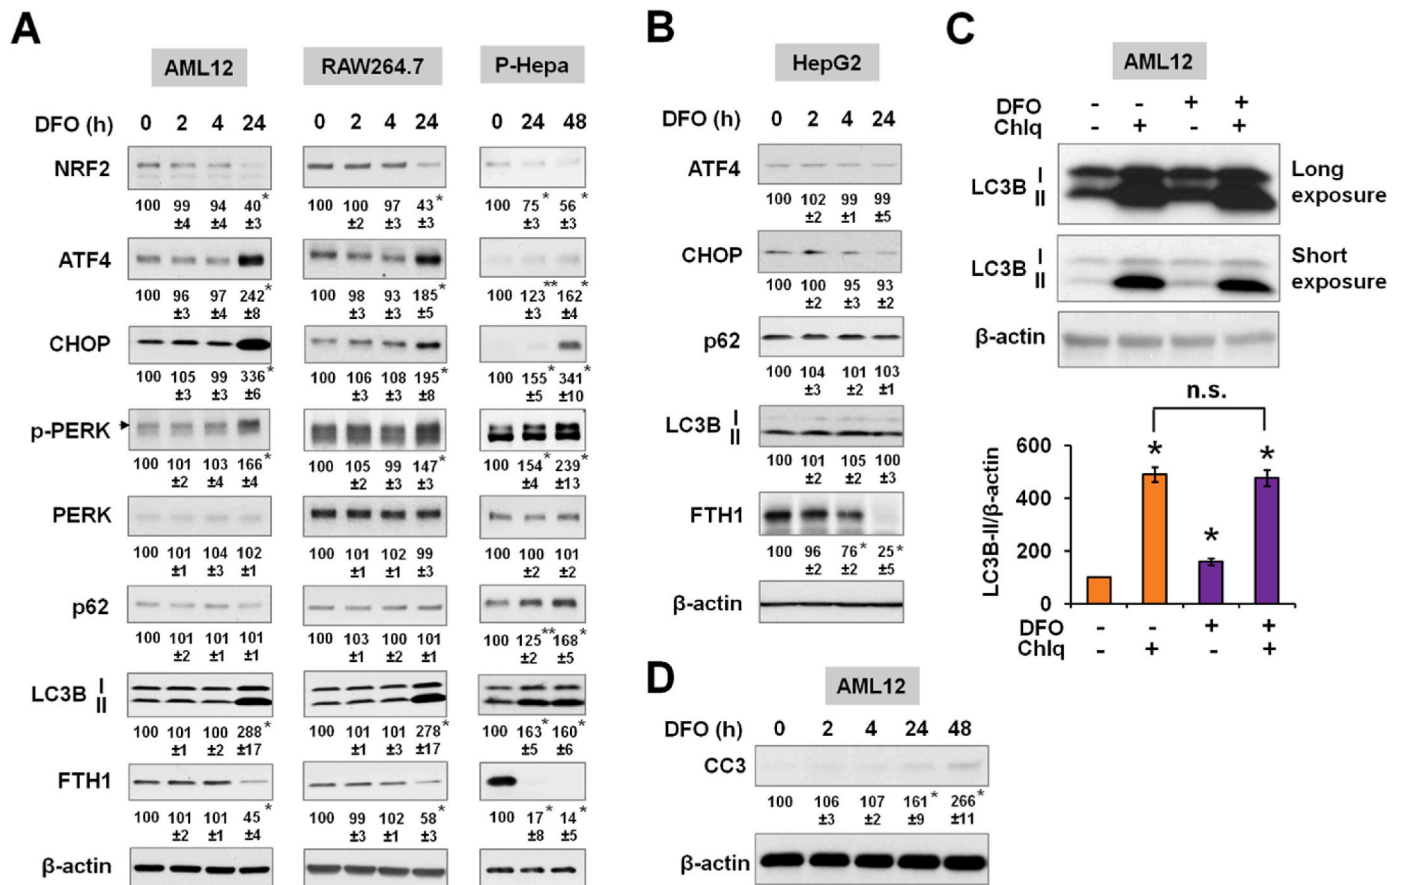 A
AML12 RAW264.7 P-Hepa
DFO (h) 0 2 4 24 0 2 4 24 0 24 48
NRF2
100 99 94 40* 100 100 97 43* 100 75* 56*
±4 ±4 ±3 ±2 ±3 ±3 ±3 ±3
ATF4
100 96 97 242* 100 98 93 185* 100 123** 162*
±3 ±4 ±8 ±3 ±3 ±5 ±3 ±4
CHOP
100 105 99 336* 100 106 108 195* 100 155* 341*
±3 ±3 ±6 ±3 ±3 ±8 ±5 ±10
p-PERK
100 101 103 166* 100 105 99 147* 100 154* 239*
±2 ±4 ±4 ±2 ±3 ±3 ±4 ±13
PERK
100 101 104 102 100 101 102 99 100 100 101
±1 ±3 ±1 ±1 ±1 ±3 ±2 ±2
p62
100 101 101 101 100 103 100 101 100 125** 168*
±2 ±1 ±1 ±1 ±2 ±1 ±2 ±5
LC3B I
II
100 101 100 288* 100 101 101 278* 100 163* 160*
±1 ±2 ±17 ±1 ±3 ±17 ±5 ±6
FTH1
100 101 101 45* 100 99 102 58* 100 17* 14*
±2 ±1 ±4 ±3 ±1 ±3 ±8 ±5
β-actin
B
HepG2
DFO (h) 0 2 4 24
ATF4
100 102 99 99
±2 ±1 ±5
CHOP
100 100 95 93
±2 ±3 ±2
p62
100 104 101 103
±3 ±2 ±1
LC3B I
II
100 101 105 100
±2 ±2 ±3
FTH1
100 96 76* 25*
±2 ±2 ±5
β-actin
C
AML12
DFO - - + +
Chlq - + - +
LC3B I
II
Long
exposure
LC3B I
II
Short
exposure
β-actin
n.s.
LC3B-II/β-actin
600
400
200
0
* * *
DFO - - + +
Chlq - + - +
D
AML12
DFO (h) 0 2 4 24 48
CC3
100 106 107 161* 266*
±3 ±2 ±9 ±11
β-actin